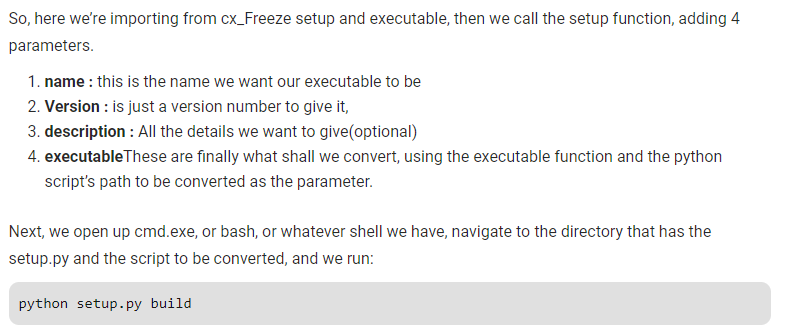 So, here we're importing from cx_Freeze setup and executable, then we call the setup function, adding 4
parameters.
1. name : this is the name we want our executable to be
2. Version : is just a version number to give it,
3. description : All the details we want to give(optional)
4. executableThese are finally what shall we convert, using the executable function and the python
script's path to be converted as the parameter.
Next, we open up cmd.exe, or bash, or whatever shell we have, navigate to the directory that has the
setup.py and the script to be converted, and we run:
python setup.py build